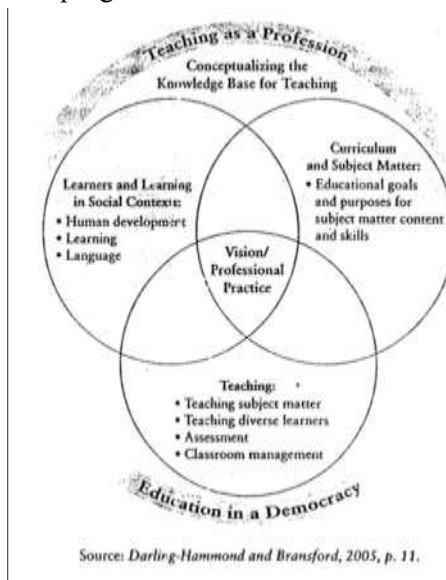 Teaching as a Profession
Conceptualizing the
Knowledge Base for Teaching
Learners and Learning
in Social Contexts:
• Human development
• Learning
• Language
Curriculum
and Subject Matter:
• Educational goals
and purposes for
subject matter content
and skills
Vision/
Professional
Practice
Teaching:
• Teaching subject matter
• Teaching diverse learners
• Assessment
• Classroom management
Education in a Democracy
Source: Darling-Hammond and Bransford, 2005, p. 11.